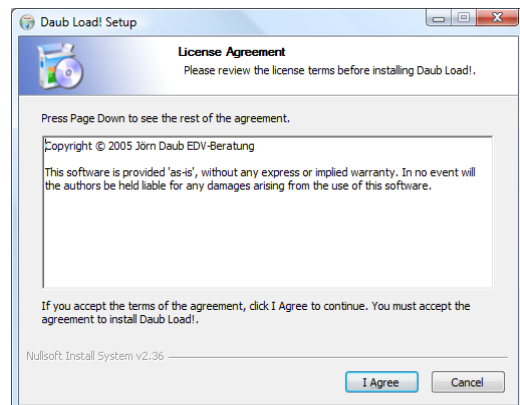 Daub Load! Setup
License Agreement
Please review the license terms before installing Daub Load!.
Press Page Down to see the rest of the agreement.
Copyright © 2005 Jörn Daub EDV-Beratung
This software is provided 'as-is', without any express or implied warranty. In no event will
the authors be held liable for any damages arising from the use of this software.
If you accept the terms of the agreement, click I Agree to continue. You must accept the
agreement to install Daub Load!.
Nullsoft Install System v2.36
I Agree
Cancel